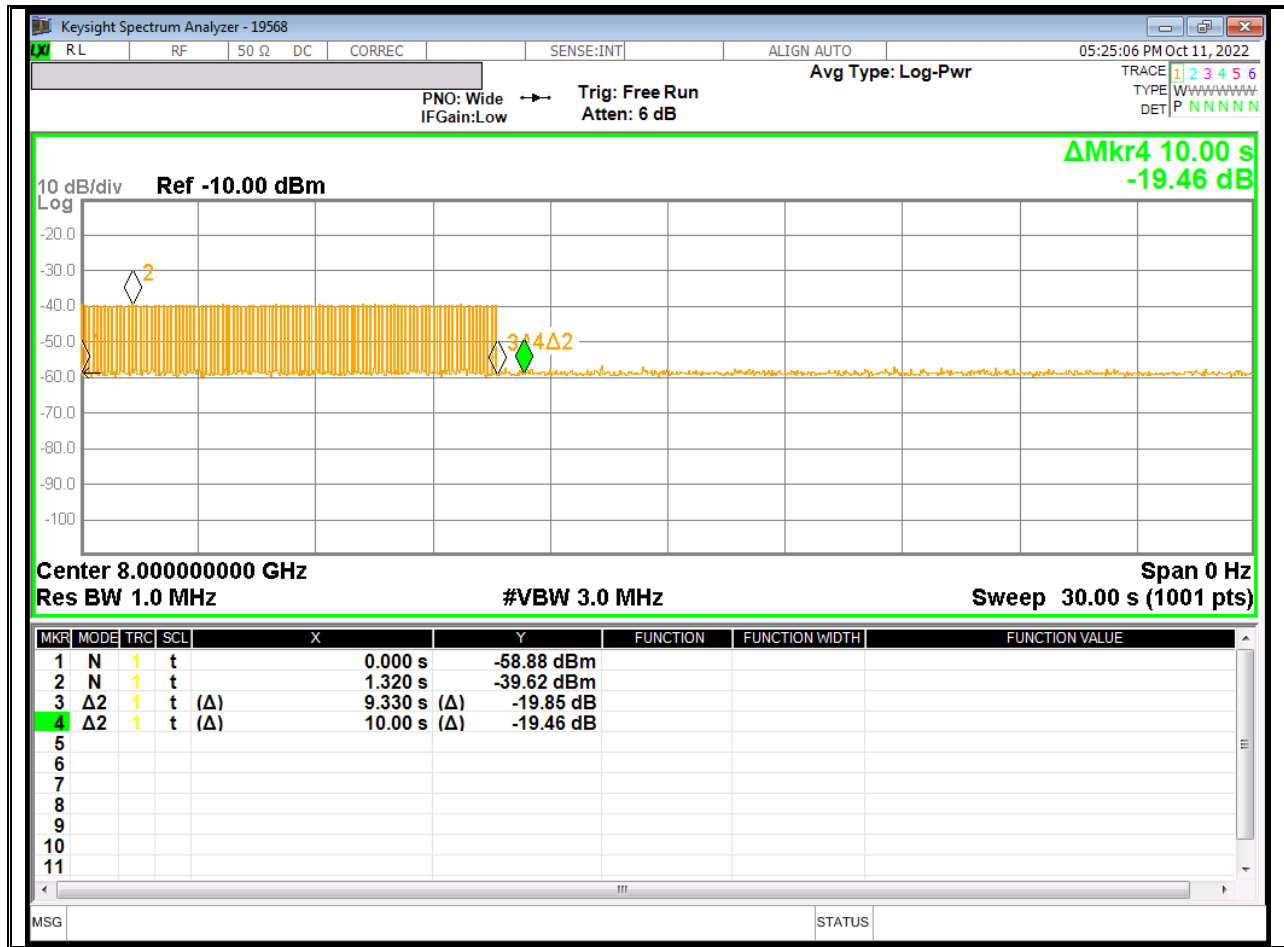 Keysight Spectrum Analyzer - 19568
LXI RL RF 50 Ω DC CORREC SENSE:INT ALIGN AUTO 05:25:06 PM Oct 11, 2022
Avg Type: Log-Pwr TRACE 1 2 3 4 5 6
PNO: Wide Trig: Free Run TYPE WWWWWWW
IFGain:Low Atten: 6 dB DET P N N N N N
ΔMkr4 10.00 s
10 dB/div Ref -10.00 dBm -19.46 dB
Log
-20.0
-30.0
2
-40.0
-50.0
4Δ2
-60.0
-70.0
-80.0
-90.0
-100
Center 8.000000000 GHz Span 0 Hz
Res BW 1.0 MHz #VBW 3.0 MHz Sweep 30.00 s (1001 pts)
MKR MODE TRC SCL X Y FUNCTION FUNCTION WIDTH FUNCTION VALUE
1 N 1 t 0.000 s -58.88 dBm
2 N 1 t 1.320 s -39.62 dBm
3 Δ2 1 t (Δ) 9.330 s (Δ) -19.85 dB
4 Δ2 1 t (Δ) 10.00 s (Δ) -19.46 dB
5
6
7
8
9
10
11
MSG STATUS